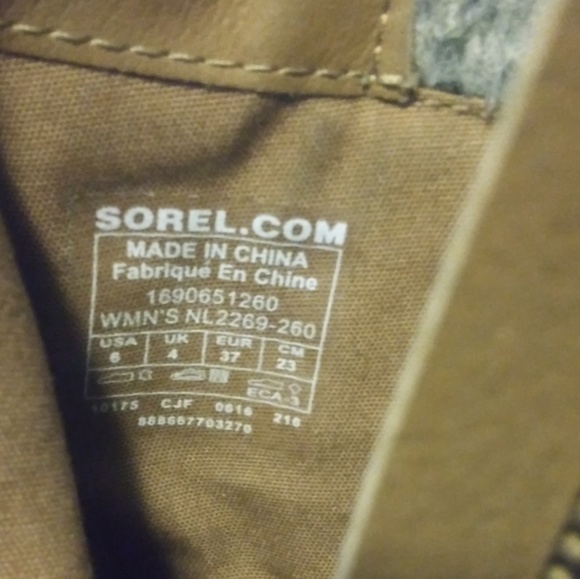 SOREL.COM
MADE IN CHINA
Fabriqué En Chine
1690651260
WMN'S NL2269-260
USA UK EUR CM
6 4 37 23
ECA-3
10175 CJF 0616 216
888667703270